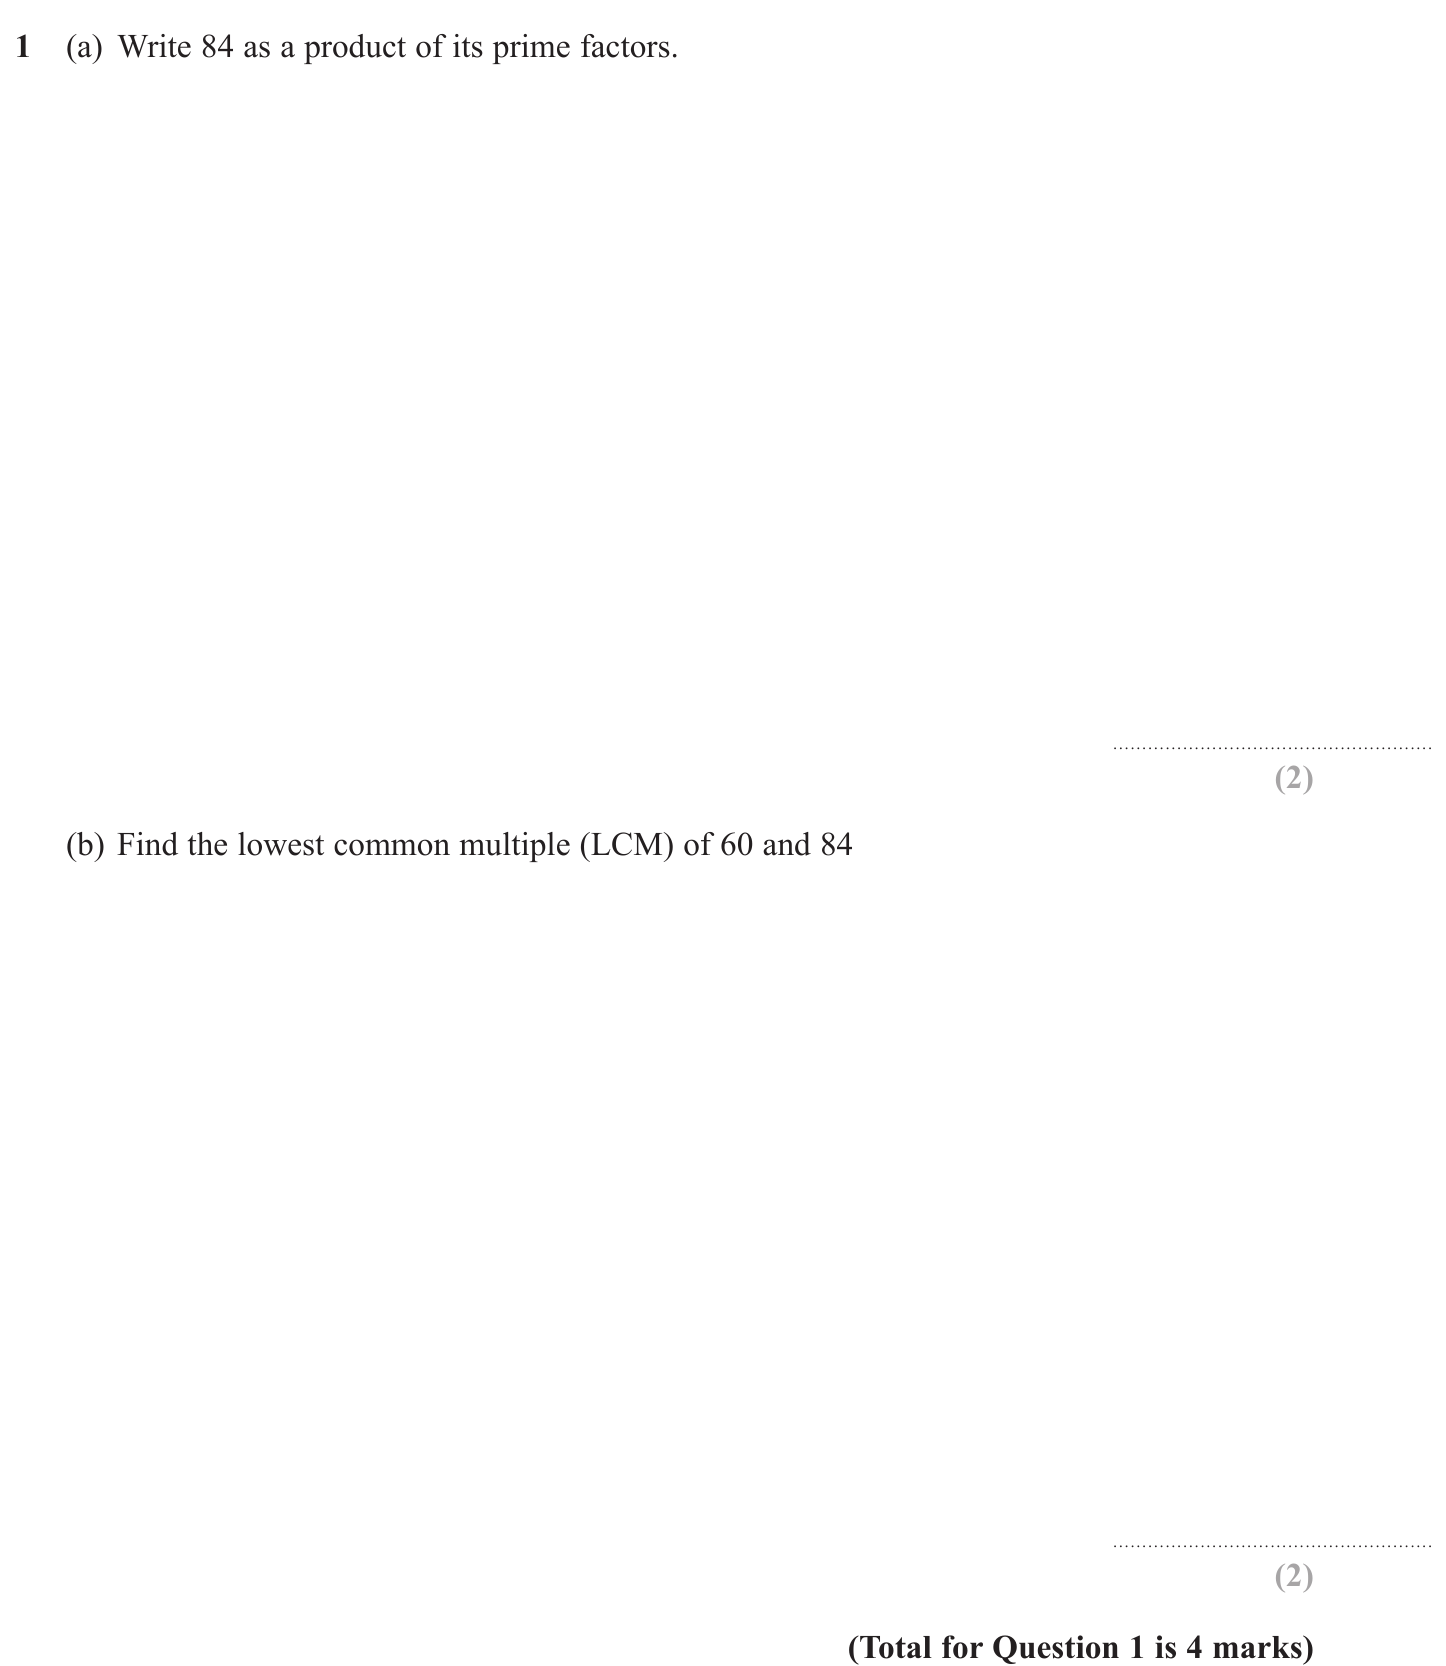 1 (a) Write 84 as a product of its prime factors.
(2)
(b) Find the lowest common multiple (LCM) of 60 and 84
(2)
(Total for Question 1 is 4 marks)